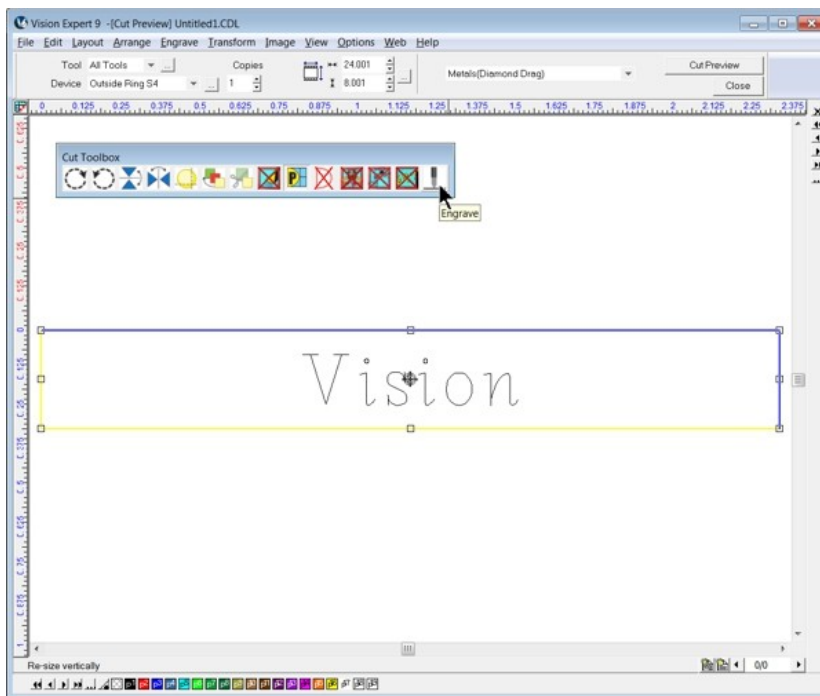 Vision Expert 9 -[Cut Preview] Untitled1.CDL
File Edit Layout Arrange Engrave Transform Image View Options Web Help
Tool All Tools ... Copies 24.001 Metals(Diamond Drag) Cut Preview
Device Outside Ring S4 ... 1 8.001 ... Close
0 0.125 0.25 0.375 0.5 0.625 0.75 0.875 1 1.125 1.25 1.375 1.5 1.625 1.75 1.875 2 2.125 2.25 2.375
Cut Toolbox
P
Engrave
Vision
Re-size vertically 0/0